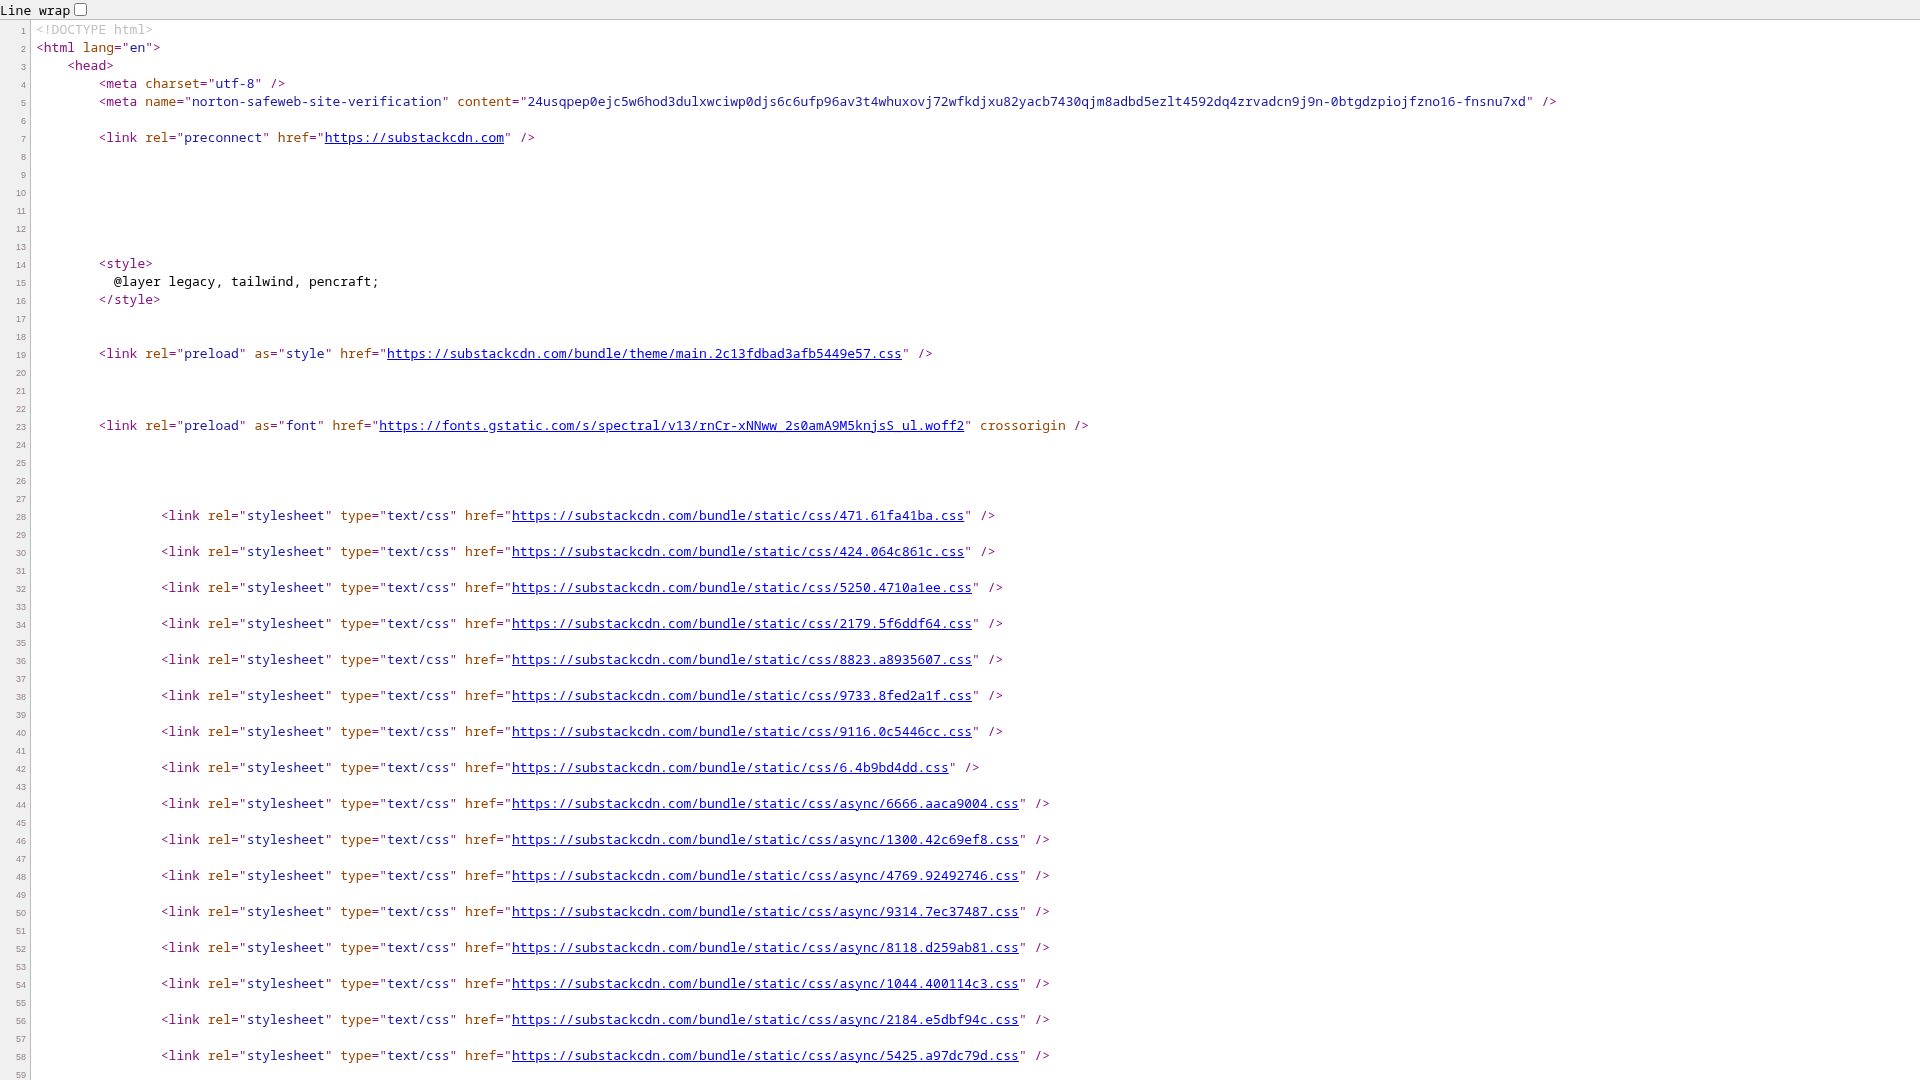 Line wrap
1 <!DOCTYPE html>
2 <html lang="en">
3 <head>
4 <meta charset="utf-8" />
5 <meta name="norton-safeweb-site-verification" content="24usqpep0ejc5w6hod3dulxwciwp0djs6c6ufp96av3t4whuxovj72wfkdjxu82yacb7430qjm8adbd5ezlt4592dq4zrvadcn9j9n-0btgdzpiojfzno16-fnsnu7xd" />
6
7 <link rel="preconnect" href="https://substackcdn.com" />
8
9
10
11
12
13
14 <style>
15 @layer legacy, tailwind, pencraft;
16 </style>
17
18
19 <link rel="preload" as="style" href="https://substackcdn.com/bundle/theme/main.2c13fdbad3afb5449e57.css" />
20
21
22
23 <link rel="preload" as="font" href="https://fonts.gstatic.com/s/spectral/v13/rnCr-xNNww_2s0amA9M5knjsS_ul.woff2" crossorigin />
24
25
26
27
28 <link rel="stylesheet" type="text/css" href="https://substackcdn.com/bundle/static/css/471.61fa41ba.css" />
29
30 <link rel="stylesheet" type="text/css" href="https://substackcdn.com/bundle/static/css/424.064c861c.css" />
31
32 <link rel="stylesheet" type="text/css" href="https://substackcdn.com/bundle/static/css/5250.4710a1ee.css" />
33
34 <link rel="stylesheet" type="text/css" href="https://substackcdn.com/bundle/static/css/2179.5f6ddf64.css" />
35
36 <link rel="stylesheet" type="text/css" href="https://substackcdn.com/bundle/static/css/8823.a8935607.css" />
37
38 <link rel="stylesheet" type="text/css" href="https://substackcdn.com/bundle/static/css/9733.8fed2a1f.css" />
39
40 <link rel="stylesheet" type="text/css" href="https://substackcdn.com/bundle/static/css/9116.0c5446cc.css" />
41
42 <link rel="stylesheet" type="text/css" href="https://substackcdn.com/bundle/static/css/6.4b9bd4dd.css" />
43
44 <link rel="stylesheet" type="text/css" href="https://substackcdn.com/bundle/static/css/async/6666.aaca9004.css" />
45
46 <link rel="stylesheet" type="text/css" href="https://substackcdn.com/bundle/static/css/async/1300.42c69ef8.css" />
47
48 <link rel="stylesheet" type="text/css" href="https://substackcdn.com/bundle/static/css/async/4769.92492746.css" />
49
50 <link rel="stylesheet" type="text/css" href="https://substackcdn.com/bundle/static/css/async/9314.7ec37487.css" />
51
52 <link rel="stylesheet" type="text/css" href="https://substackcdn.com/bundle/static/css/async/8118.d259ab81.css" />
53
54 <link rel="stylesheet" type="text/css" href="https://substackcdn.com/bundle/static/css/async/1044.400114c3.css" />
55
56 <link rel="stylesheet" type="text/css" href="https://substackcdn.com/bundle/static/css/async/2184.e5dbf94c.css" />
57
58 <link rel="stylesheet" type="text/css" href="https://substackcdn.com/bundle/static/css/async/5425.a97dc79d.css" />
59